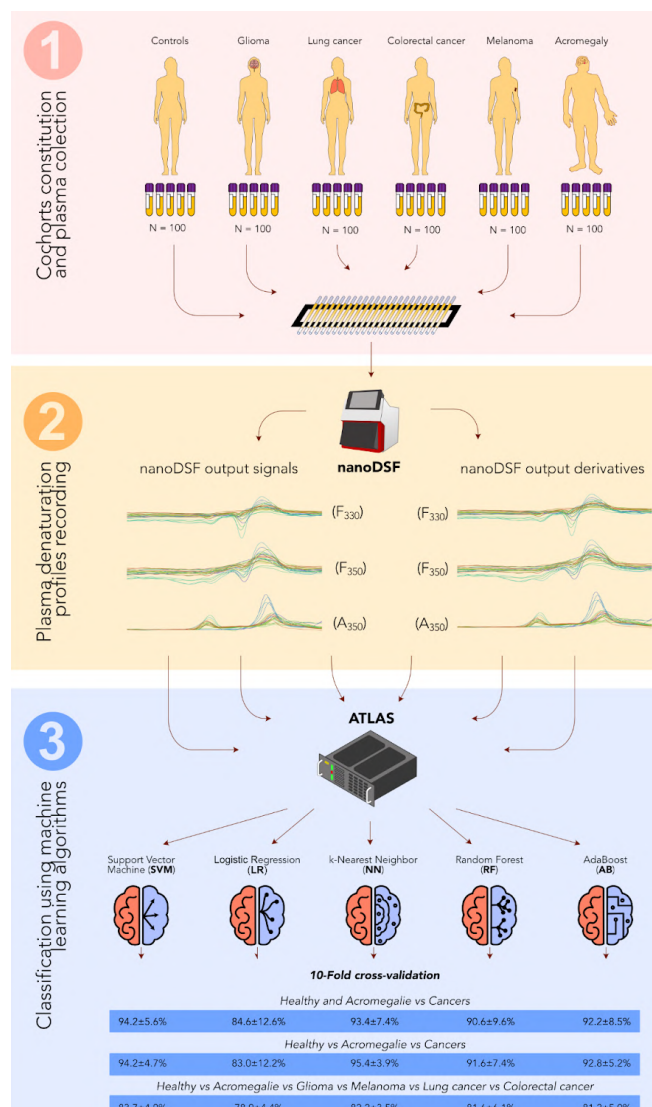 1
Cochorts constitution
and plasma colection
Controls
Glioma
Lung cancer
Colorectal cancer
Melanoma
Acromegaly
N = 100
N = 100
N = 100
N = 100
N = 100
N = 100
2
Plasma denaturation
profiles recording
nanoDSF output signals
nanoDSF
nanoDSF output derivatives
(F330)
(F330)
(F350)
(F350)
(A350)
(A350)
3
Classification using machine
learning algorithms
ATLAS
Support Vector
Machine (SVM)
Logistic Regression
(LR)
k-Nearest Neighbor
(NN)
Random Forest
(RF)
AdaBoost
(AB)
10-Fold cross-validation
Healthy and Acromegalie vs Cancers
94.2±5.6% 84.6±12.6% 93.4±7.4% 90.6±9.6% 92.2±8.5%
Healthy vs Acromegalie vs Cancers
94.2±4.7% 83.0±12.2% 95.4±3.9% 91.6±7.4% 92.8±5.2%
Healthy vs Acromegalie vs Glioma vs Melanoma vs Lung cancer vs Colorectal cancer